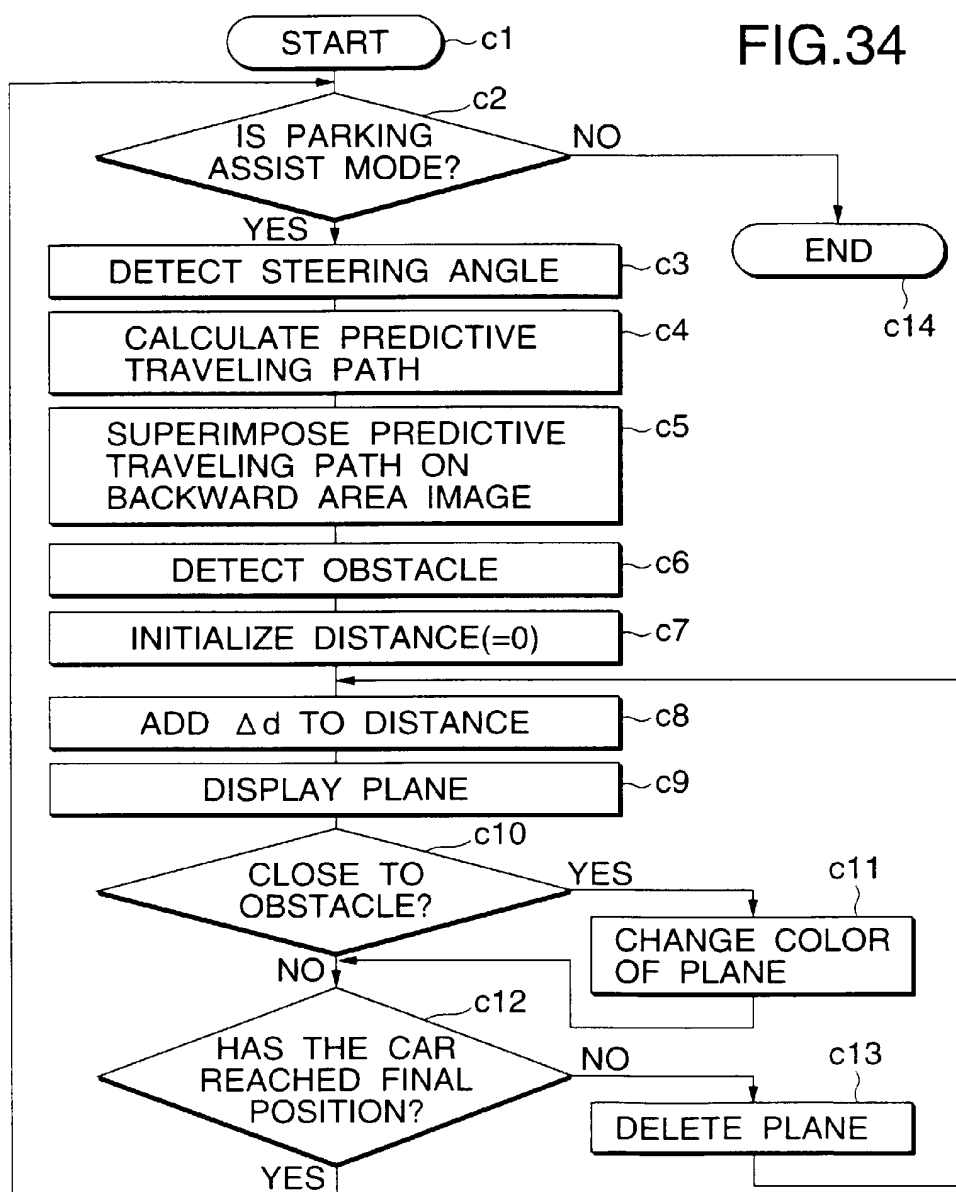 FIG.34
START
c1
c2
IS PARKING
ASSIST MODE?
NO
YES
END
c14
DETECT STEERING ANGLE
c3
CALCULATE PREDICTIVE
TRAVELING PATH
c4
SUPERIMPOSE PREDICTIVE
TRAVELING PATH ON
BACKWARD AREA IMAGE
c5
DETECT OBSTACLE
c6
INITIALIZE DISTANCE(=0)
c7
ADD Δd TO DISTANCE
c8
DISPLAY PLANE
c9
c10
CLOSE TO
OBSTACLE?
YES
c11
CHANGE COLOR
OF PLANE
NO
c12
HAS THE CAR
REACHED FINAL
POSITION?
NO
c13
DELETE PLANE
YES